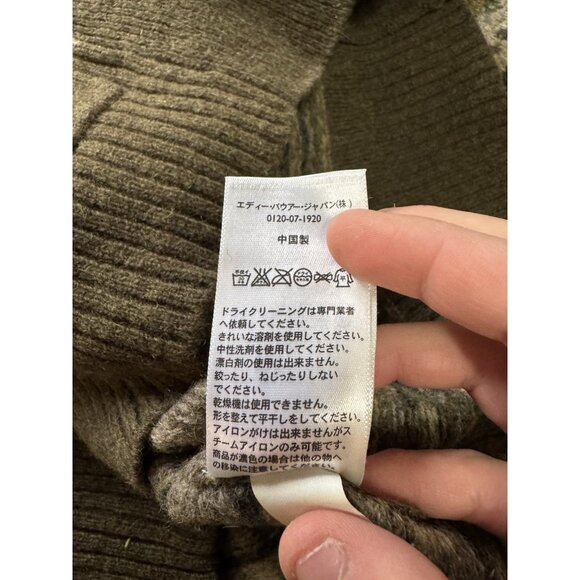 エディー・バウアー・ジャパン(株)
0120-07-1920
中国製
ドライクリーニングは専門業者
へ依頼してください。
きれいな溶剤を使用してください。
中性洗剤を使用してください。
漂白剤の使用は出来ません。
絞ったり、ねじったりしない
でください。
乾燥機は使用できません。
形を整えて平干しをしてください。
アイロンがけは出来ませんがス
チームアイロンのみ可能です。
商品が濃色の場合は他の物へ
の移染に注意してください。